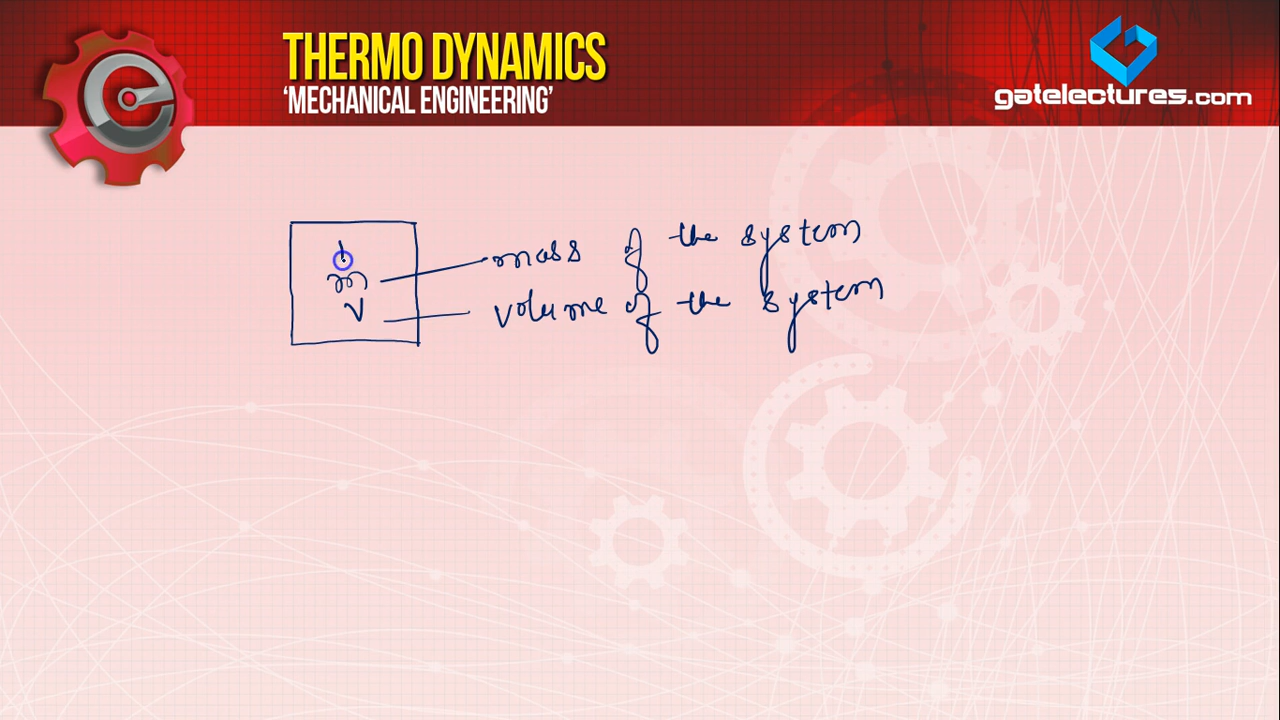 THERMO DYNAMICS
‘MECHANICAL ENGINEERING’
gatelectures.com
m mass of the system
V volume of the system